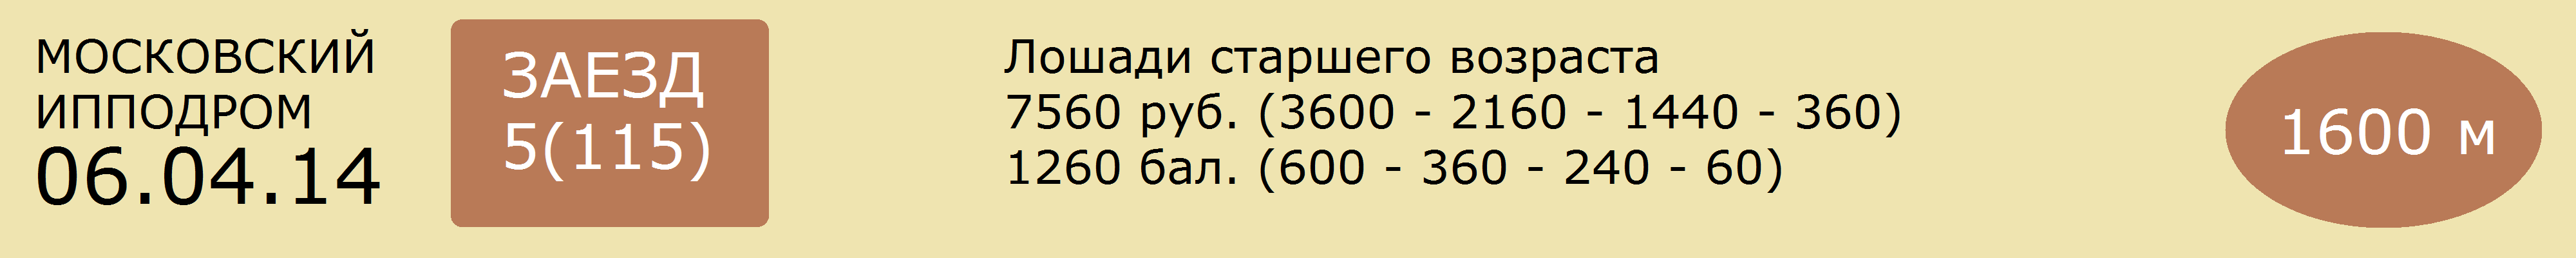 МОСКОВСКИЙ
ИППОДРОМ
06.04.14
ЗАЕЗД
5(115)
Лошади старшего возраста
7560 руб. (3600 - 2160 - 1440 - 360)
1260 бал. (600 - 360 - 240 - 60)
1600 м